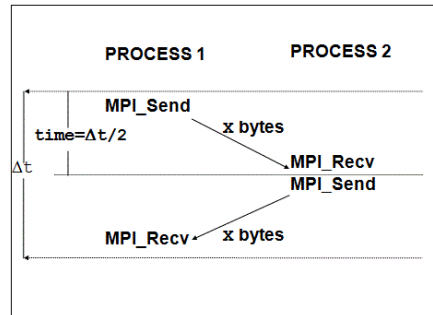 PROCESS 1
PROCESS 2
MPI_Send
x bytes
time=Δt/2
Δt
MPI_Recv
MPI_Send
MPI_Recv
x bytes